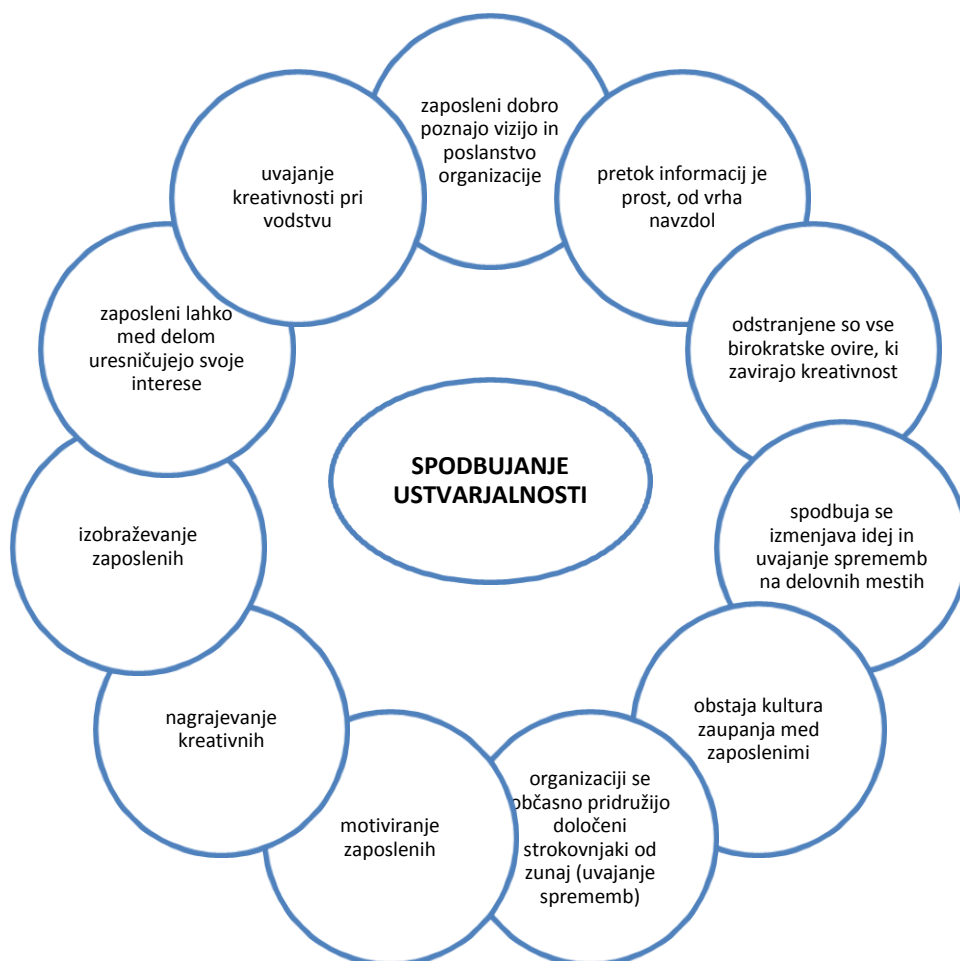 zaposleni dobro
poznajo vizijo in
poslanstvo
organizacije
pretok informacij je
prost, od vrha
navzdol
odstranjene so vse
birokratske ovire, ki
zavirajo kreativnost
spodbuja se
izmenjava idej in
uvajanje sprememb
na delovnih mestih
obstaja kultura
zaupanja med
zaposlenimi
organizaciji se
občasno pridružijo
določeni
strokovnjaki od
zunaj (uvajanje
sprememb)
motiviranje
zaposlenih
nagrajevanje
kreativnih
izobraževanje
zaposlenih
zaposleni lahko
med delom
uresničujejo svoje
interese
uvajanje
kreativnosti pri
vodstvu
SPODBUJANJE
USTVARJALNOSTI